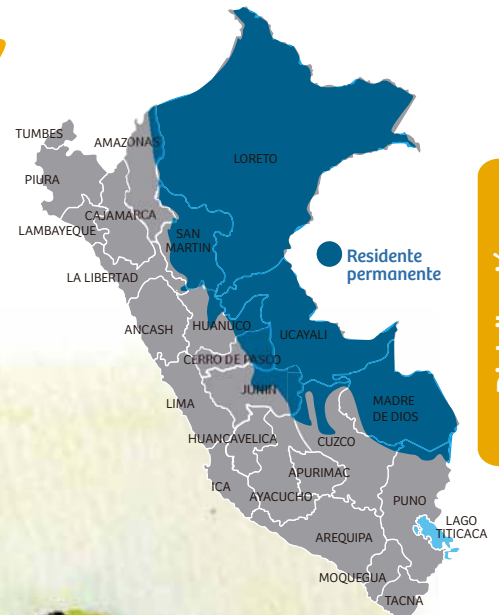 TUMBES
AMAZONAS
LORETO
PIURA
CAJAMARCA
LAMBAYEQUE
SAN
MARTIN
Residente
permanente
LA LIBERTAD
ANCASH
HUANUCO
UCAYALI
CERRO DE PASCO
JUNIN
LIMA
MADRE
DE DIOS
HUANCAVELICA
CUZCO
APURIMAC
ICA
AYACUCHO
PUNO
LAGO
TITICACA
AREQUIPA
MOQUEGUA
TACNA